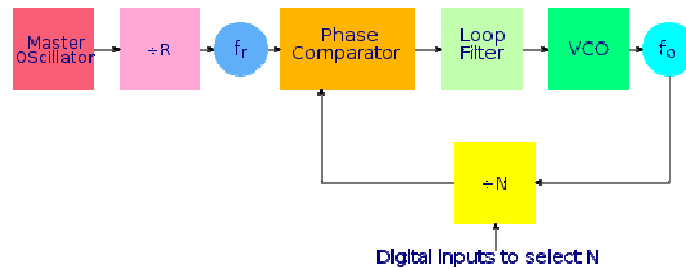 Master
OScillator
÷R
fr
Phase
Comparator
Loop
Filter
VCO
fo
÷N
Digital inputs to select N